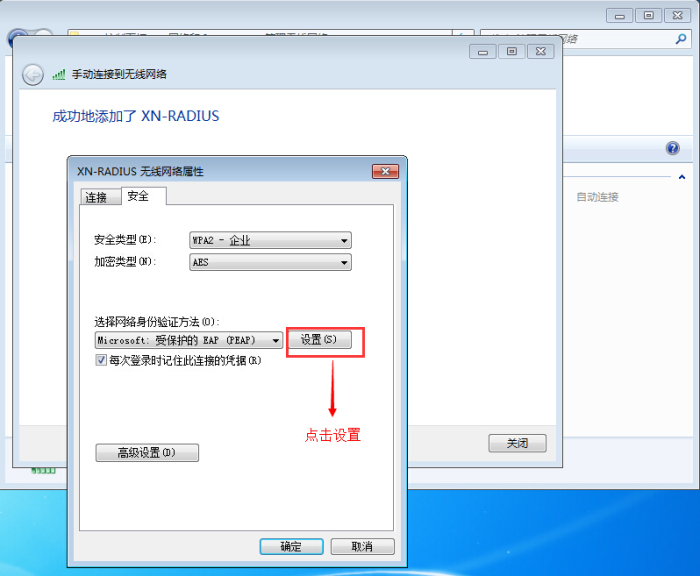 手动连接到无线网络
成功地添加了 XN-RADIUS
XN-RADIUS 无线网络属性
连接
安全
自动连接
安全类型(E):
WPA2 - 企业
加密类型(N):
AES
选择网络身份验证方法(O):
Microsoft: 受保护的 EAP (PEAP)
设置(S)
每次登录时记住此连接的凭据(R)
点击设置
关闭
高级设置(D)
确定
取消